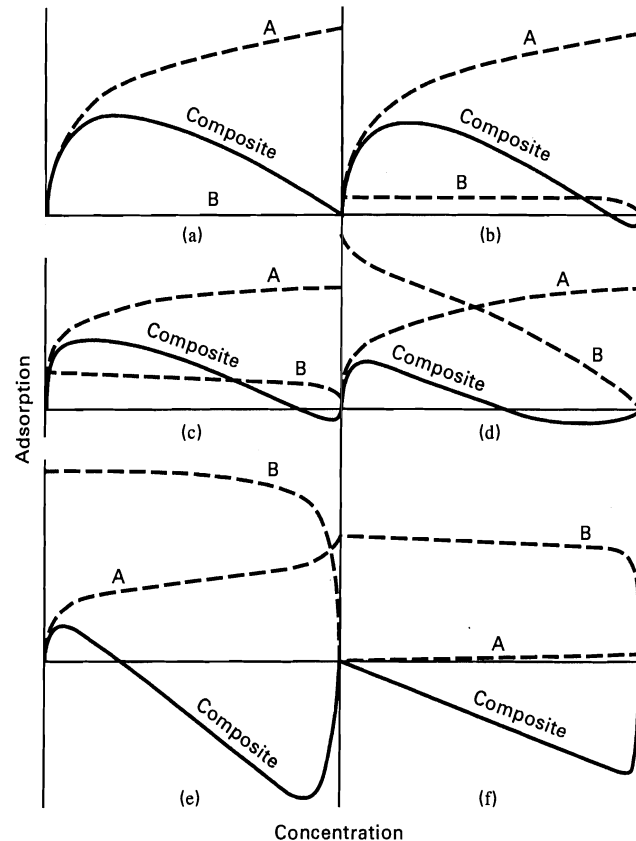 A
Composite
B
(a)
A
Composite
B
(b)
A
Composite
B
(c)
A
Composite
B
(d)
Adsorption
B
A
Composite
(e)
B
A
Composite
(f)
Concentration